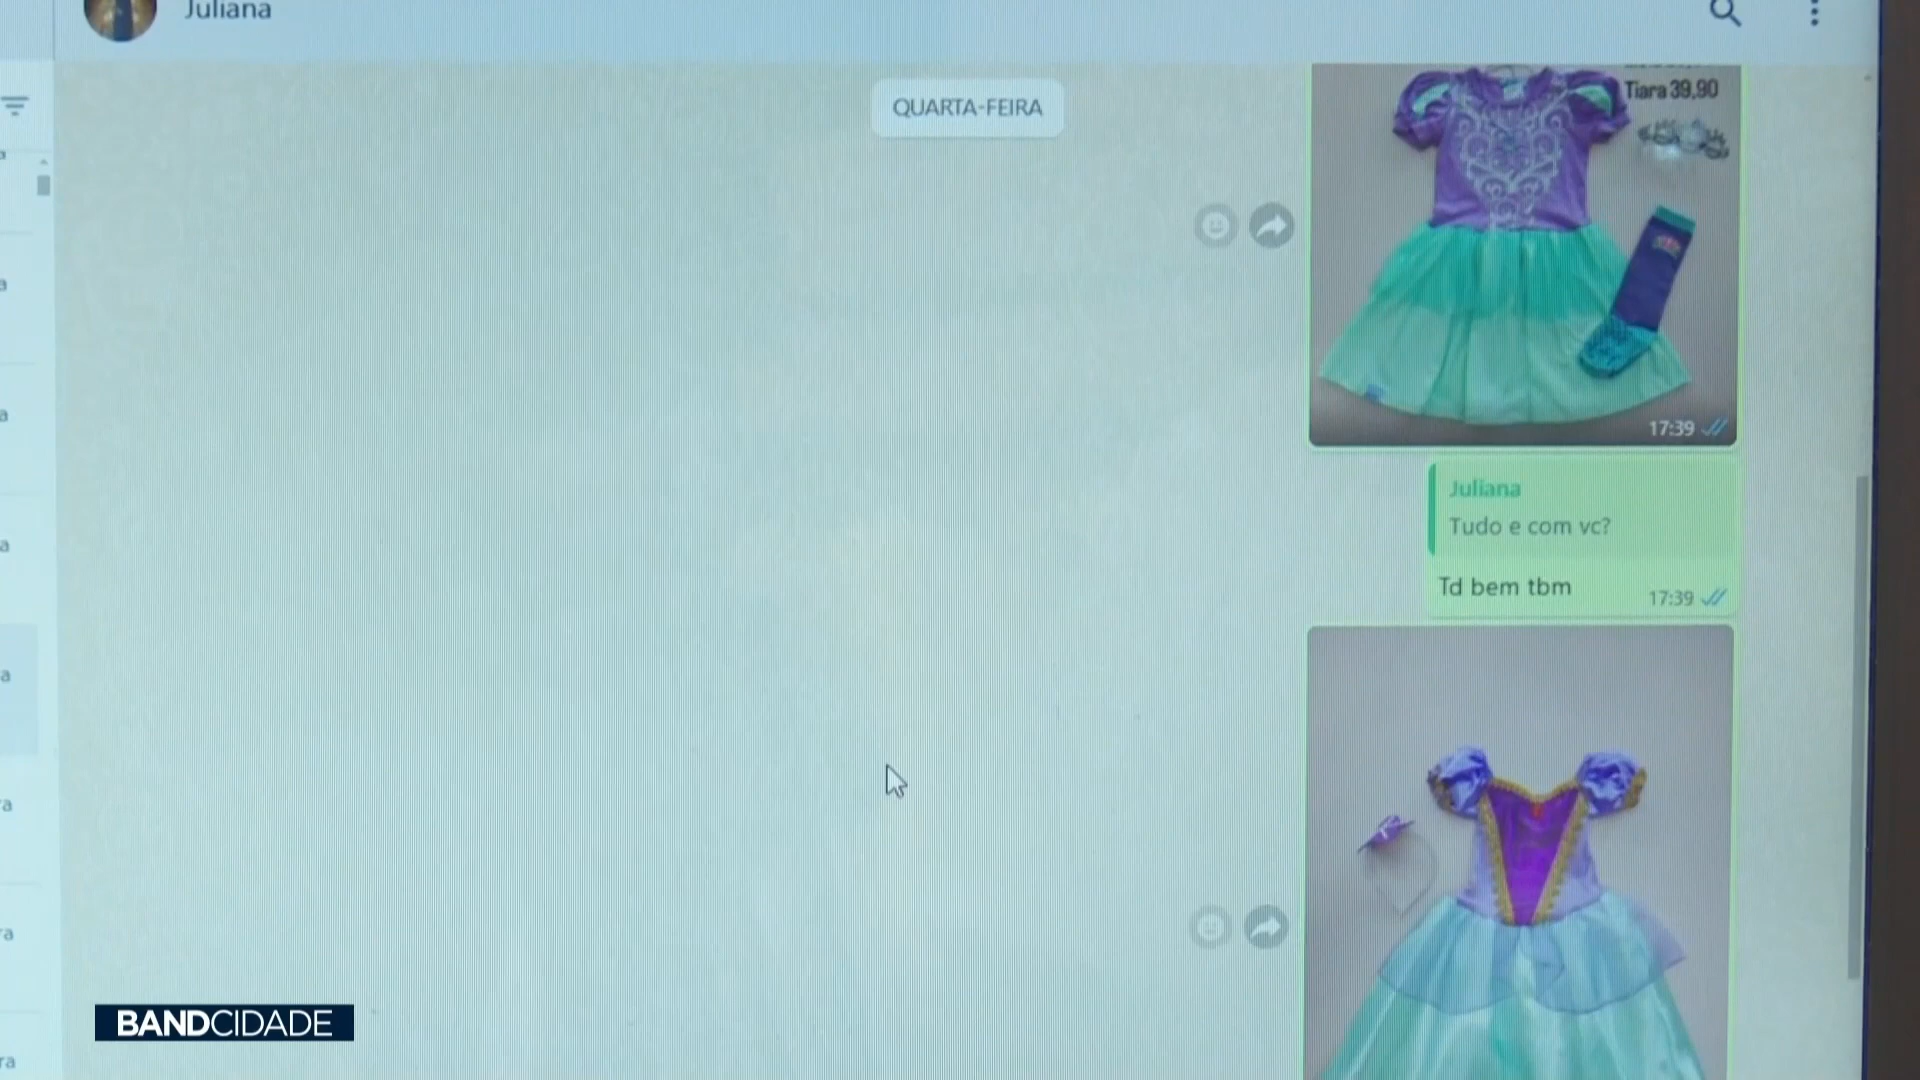 Juliana
QUARTA-FEIRA
Tiara 39,90
17:39
Juliana
Tudo e com vc?
Td bem tbm
17:39
BANDCIDADE